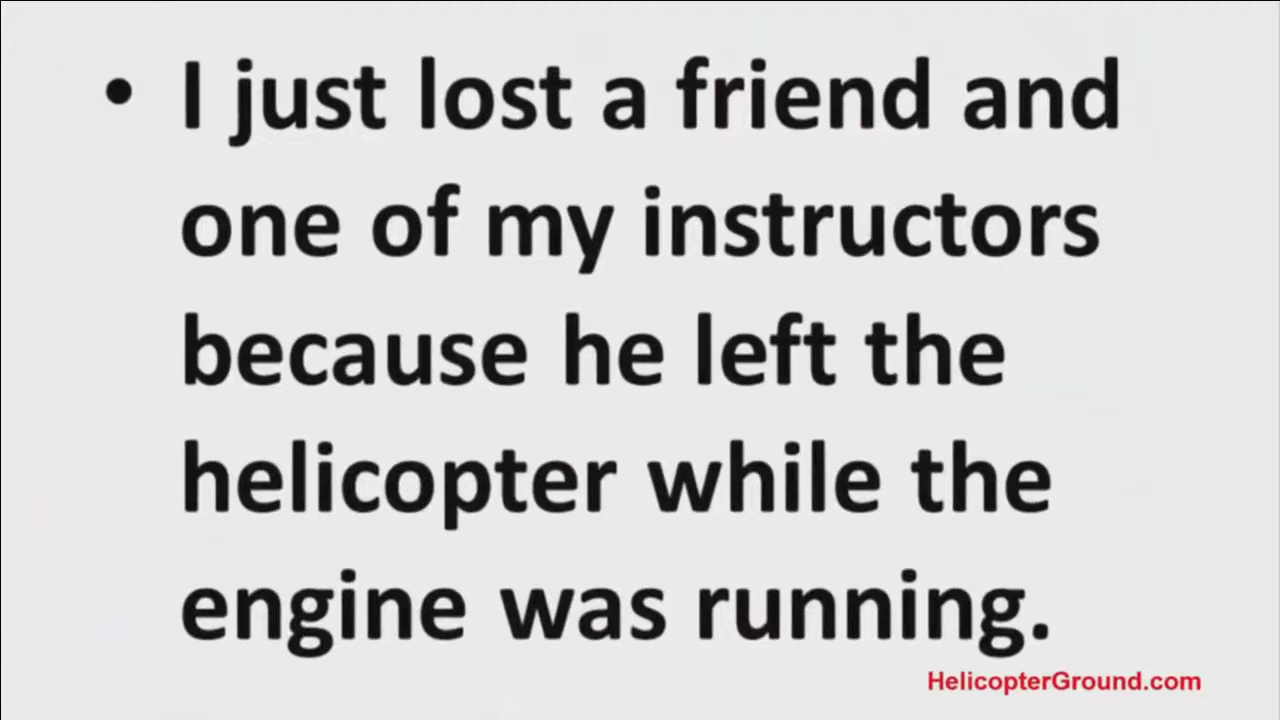 • I just lost a friend and
one of my instructors
because he left the
helicopter while the
engine was running.
HelicopterGround.com